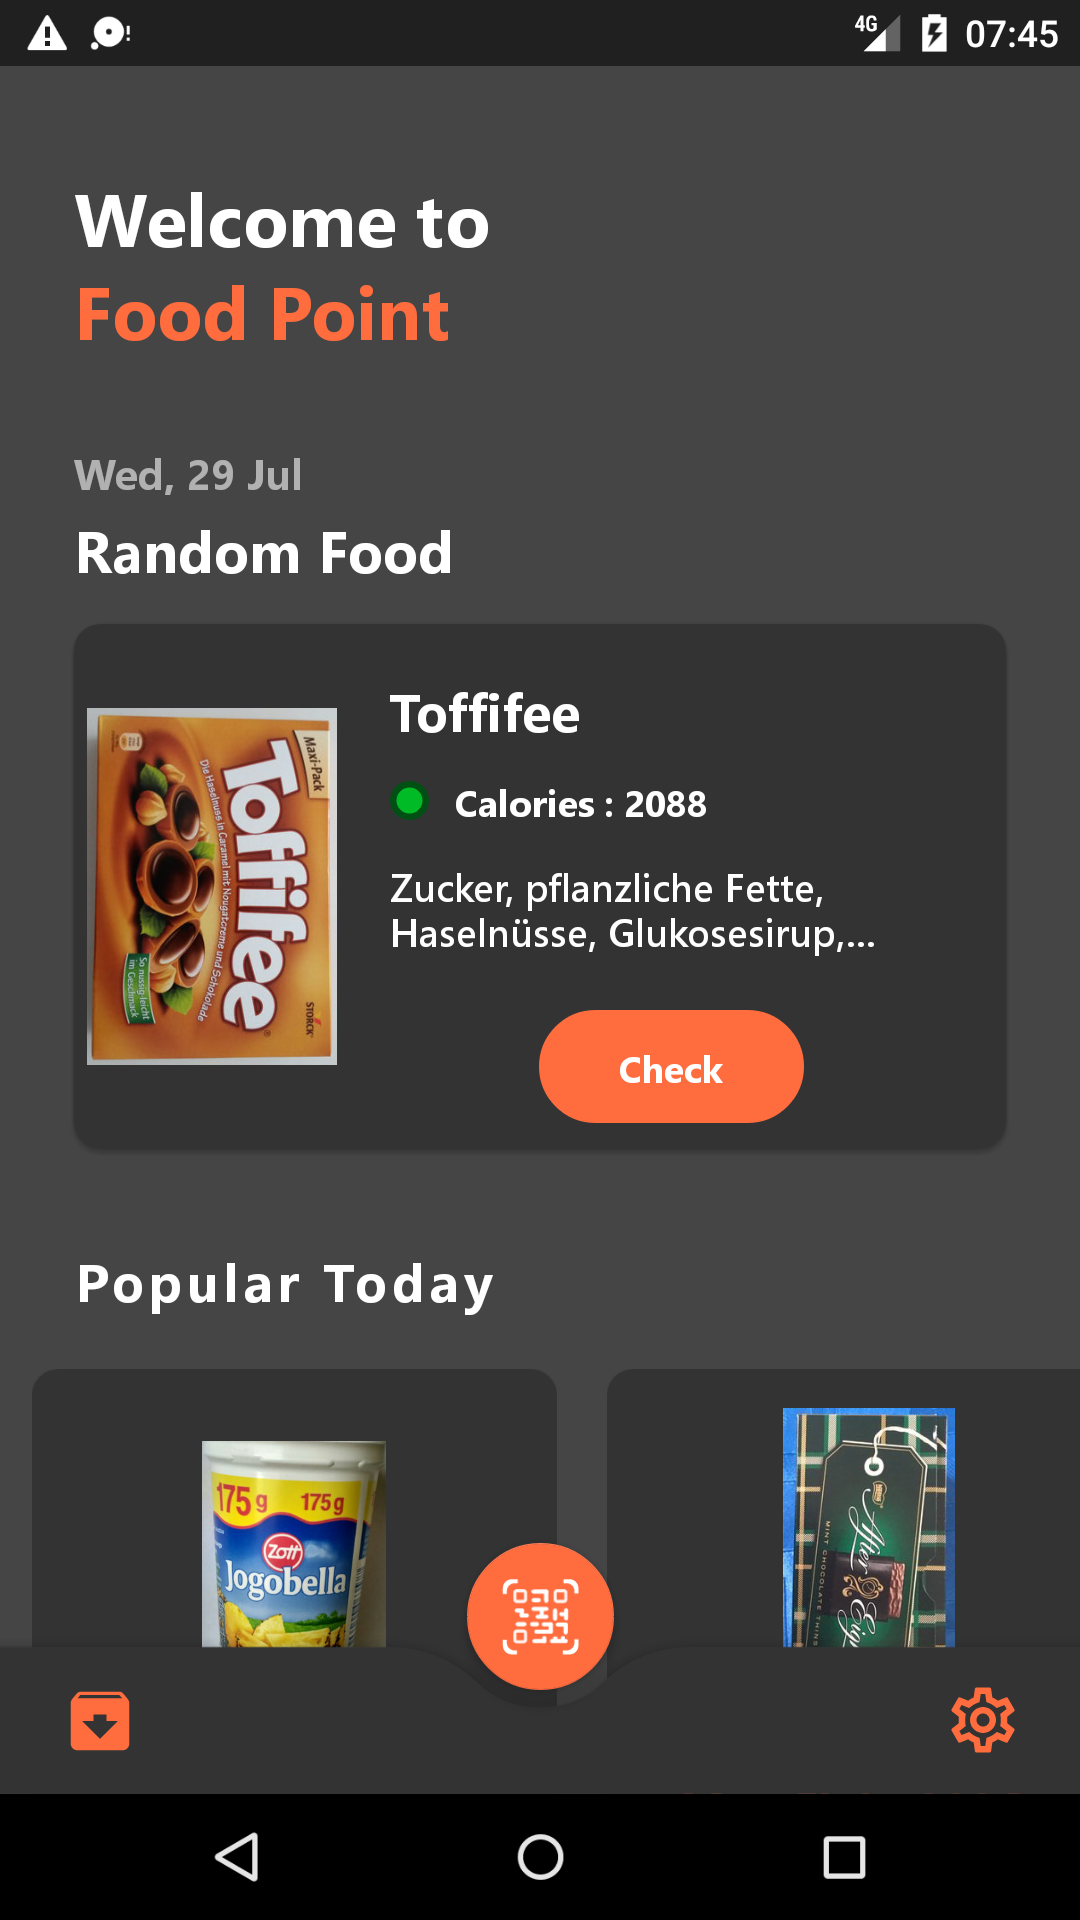 4G 07:45
Welcome to
Food Point
Wed, 29 Jul
Random Food
Toffifee
Calories : 2088
Zucker, pflanzliche Fette,
Haselnüsse, Glukosesirup,...
Check
Maxi-Pack
Toffifee
Die Haselnuss in Caramel mit Nougatcreme und Schokolade
So nussig-leicht
im Geschmack
STORCK
Popular Today
175 g 175 g
Zott
Jogobella
After
Eight
MINT CHOCOLATE THINS